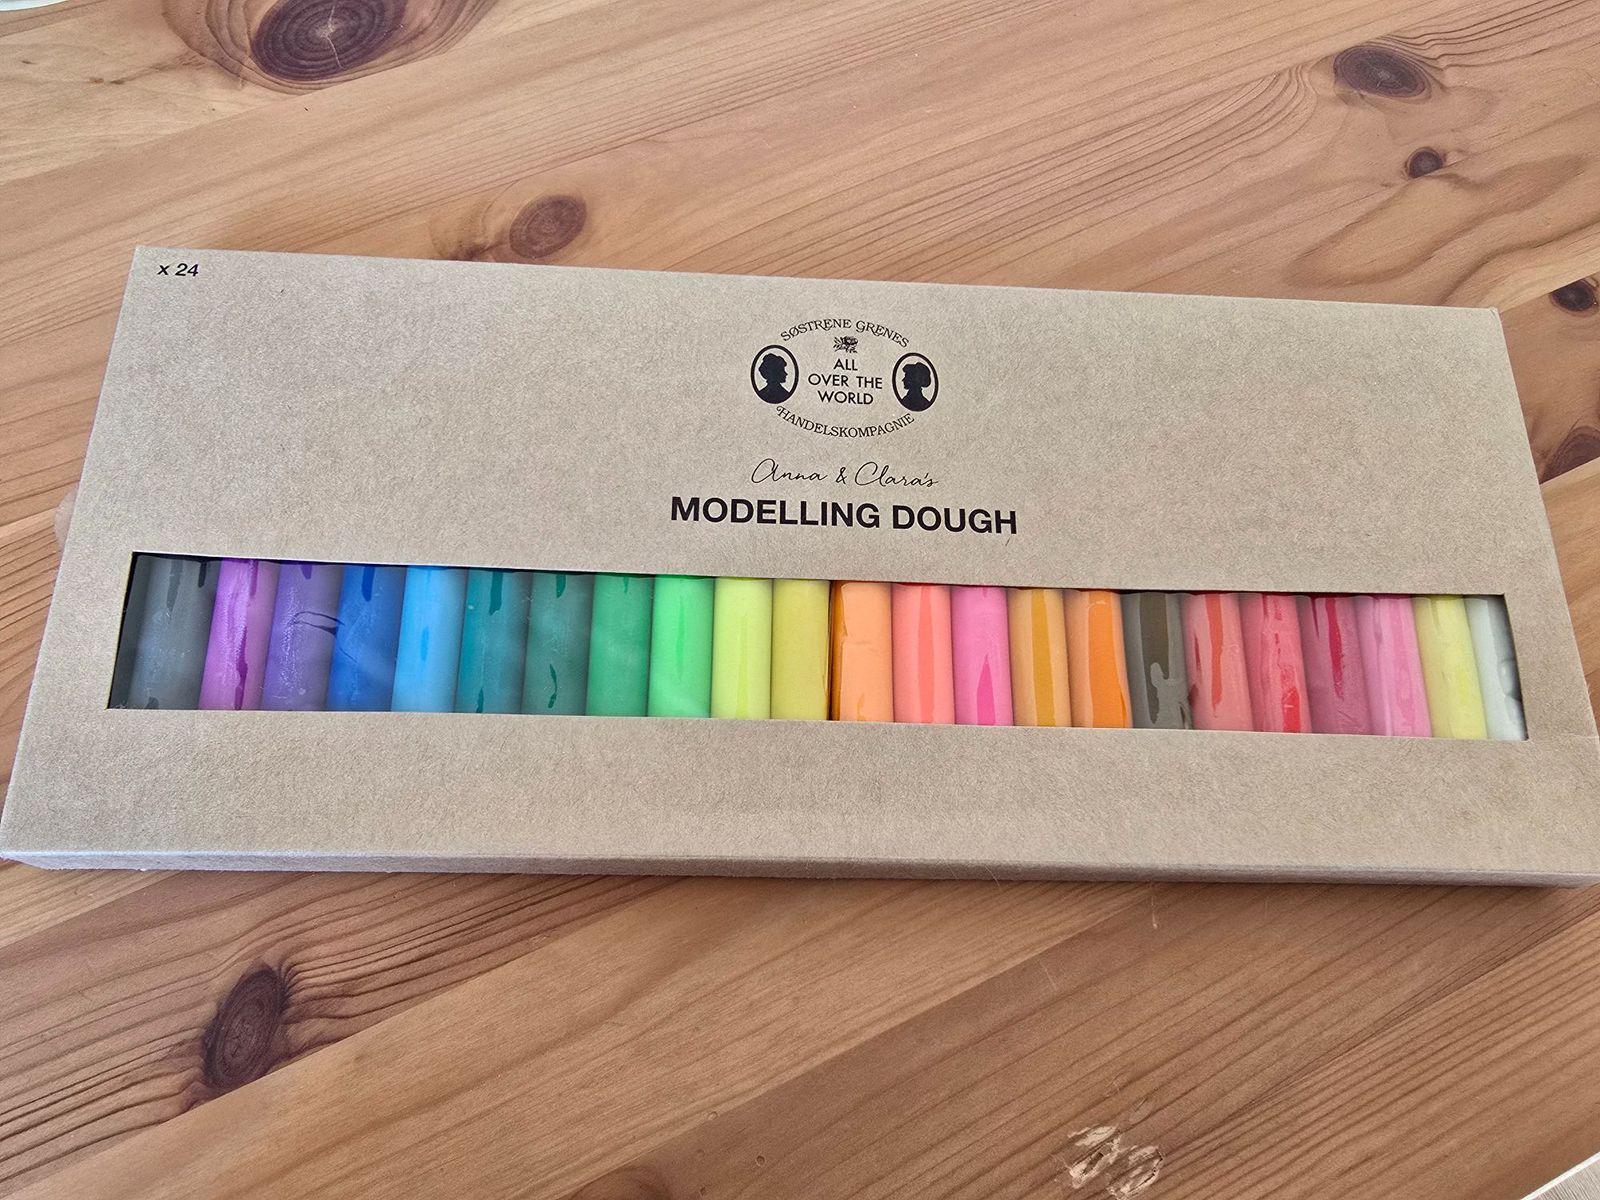 x 24
SØSTRENE GRENES
ALL
OVER THE
WORLD
HANDELSKOMPAGNIE
Anna & Clara's
MODELLING DOUGH